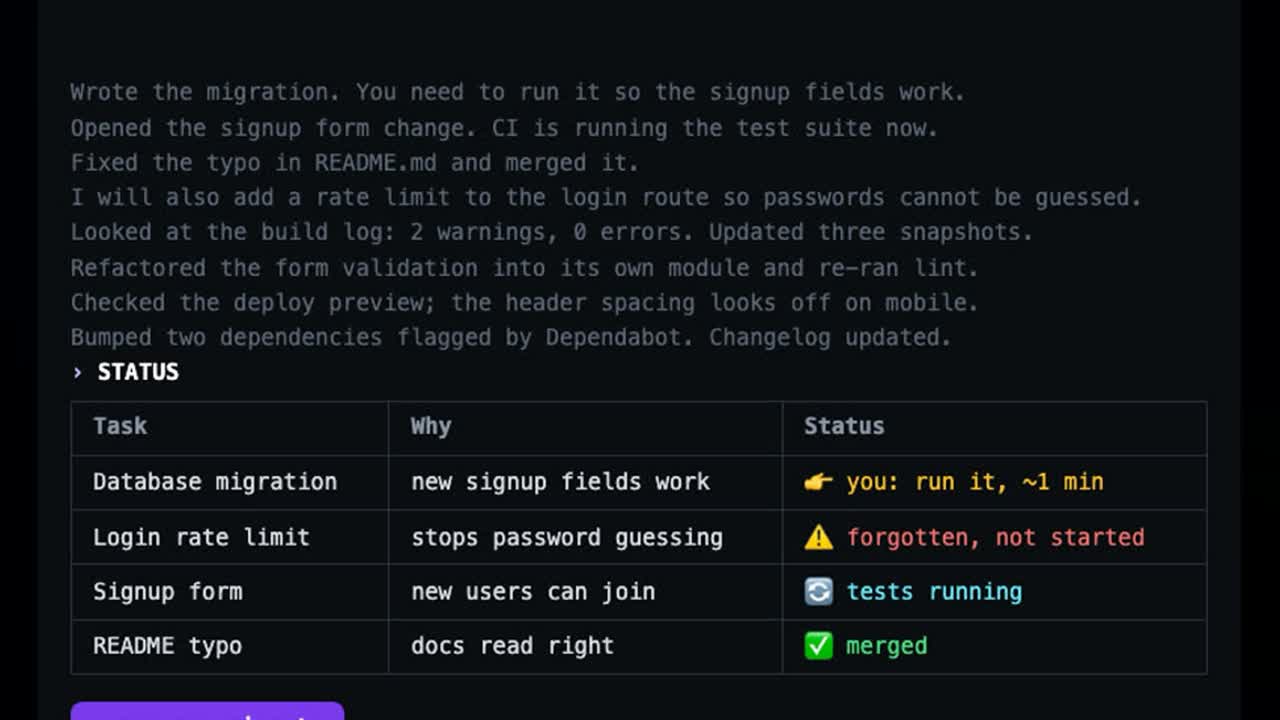 Wrote the migration. You need to run it so the signup fields work.
Opened the signup form change. CI is running the test suite now.
Fixed the typo in README.md and merged it.
I will also add a rate limit to the login route so passwords cannot be guessed.
Looked at the build log: 2 warnings, 0 errors. Updated three snapshots.
Refactored the form validation into its own module and re-ran lint.
Checked the deploy preview; the header spacing looks off on mobile.
Bumped two dependencies flagged by Dependabot. Changelog updated.
› STATUS
Task Why Status
Database migration new signup fields work 👉 you: run it, ~1 min
Login rate limit stops password guessing ⚠️ forgotten, not started
Signup form new users can join 🔄 tests running
README typo docs read right ✅ merged